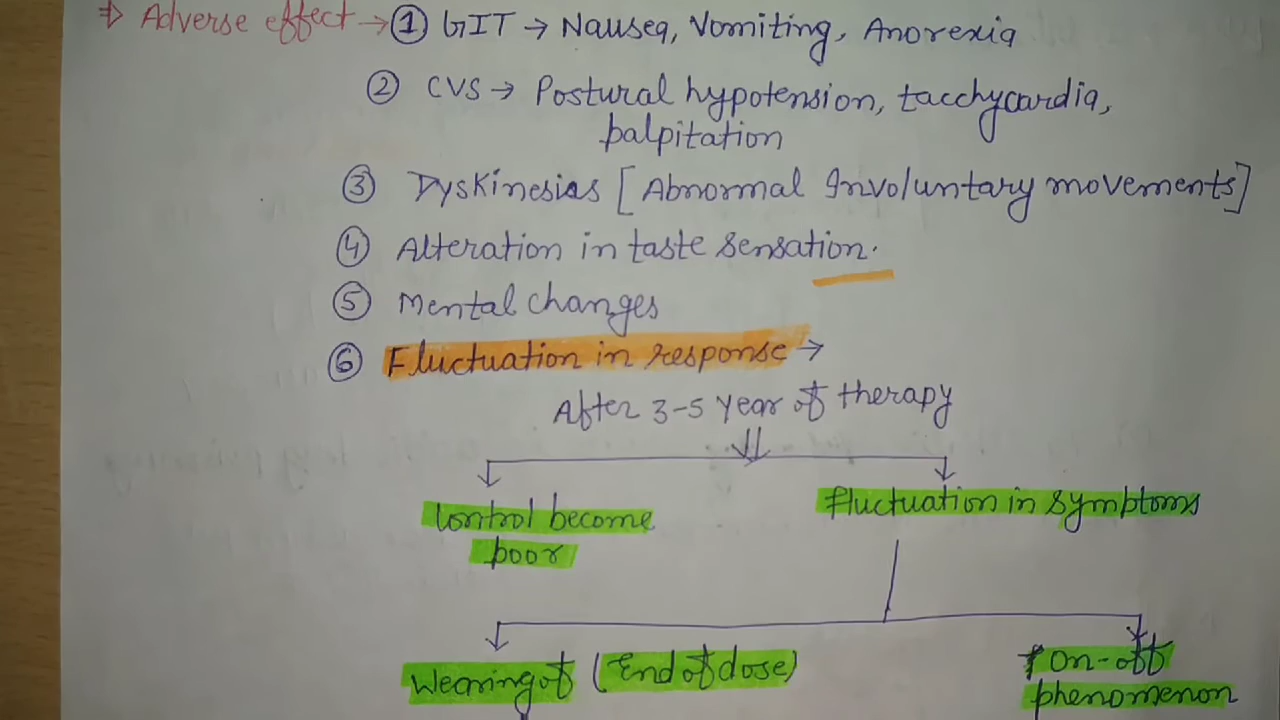 ⇒ Adverse effect → ① GIT → Nausea, Vomiting, Anorexia
② CVS → Postural hypotension, tacchycardia,
palpitation
③ Dyskinesias [Abnormal Involuntary movements]
④ Alteration in taste sensation.
⑤ Mental changes
⑥ Fluctuation in response →
After 3-5 year of therapy
Control become
poor
fluctuation in symptoms
Wearing of (End of dose)
On-off
phenomenon